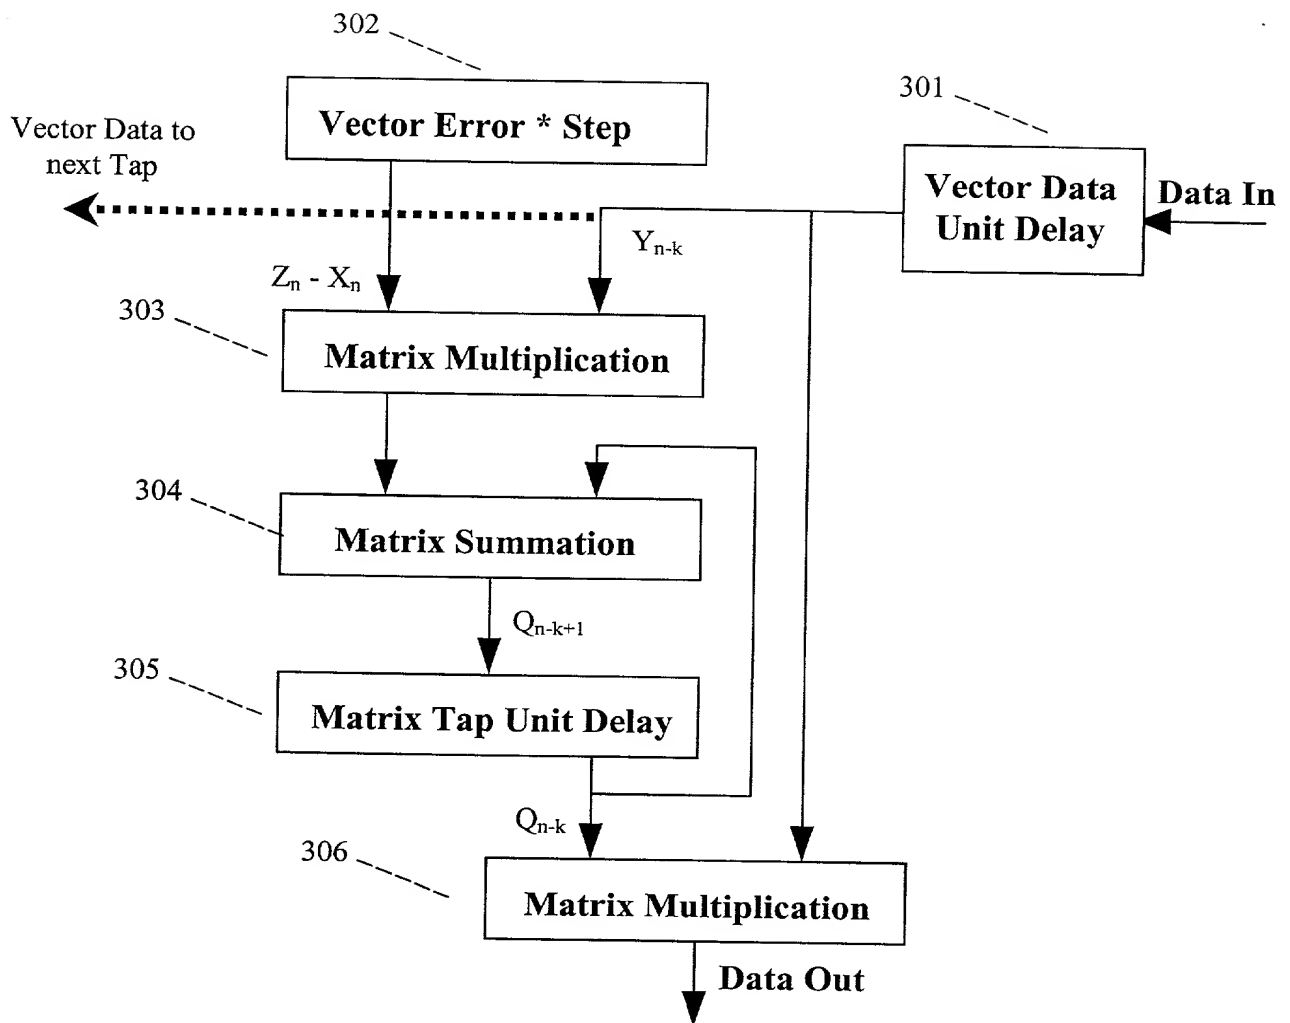 302
Vector Error * Step
301
Vector Data to
next Tap
Vector Data
Unit Delay
Data In
Yₙ₋ₖ
Zₙ - Xₙ
303
Matrix Multiplication
304
Matrix Summation
Qₙ₋ₖ₊₁
305
Matrix Tap Unit Delay
Qₙ₋ₖ
306
Matrix Multiplication
Data Out